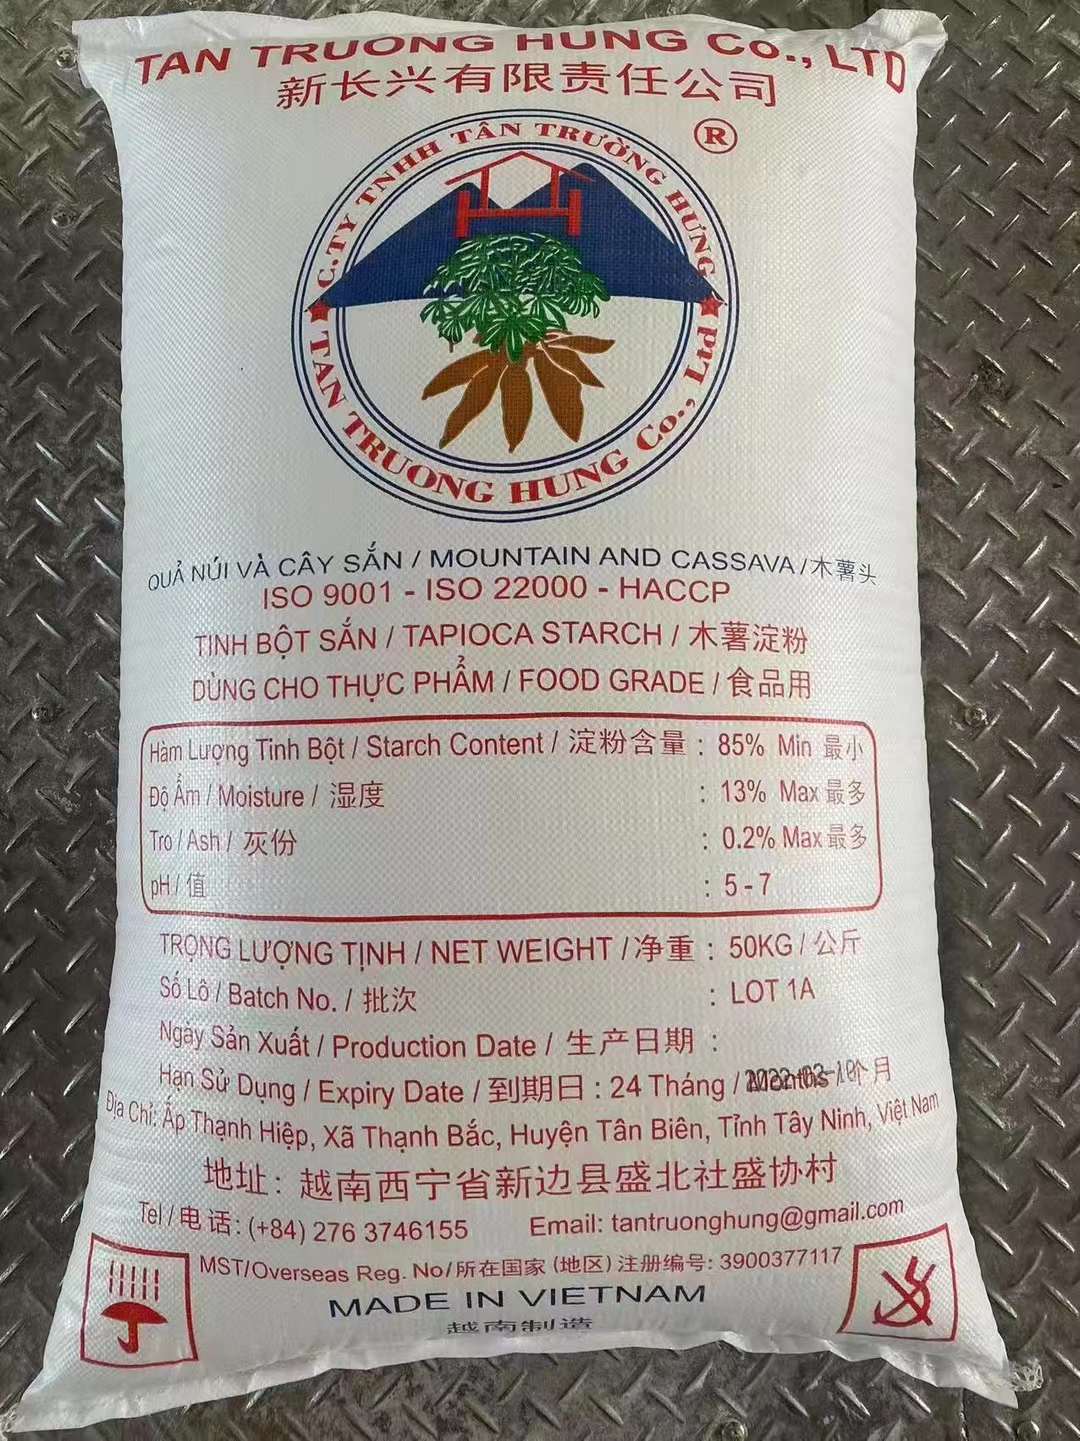 TAN TRUONG HUNG Co., LTD
新长兴有限责任公司
®
C.TY TNHH TÂN TRƯỜNG HƯNG
TAN TRUONG HUNG Co., Ltd
QUẢ NÚI VÀ CÂY SẮN / MOUNTAIN AND CASSAVA / 木薯头
ISO 9001 - ISO 22000 - HACCP
TINH BỘT SẮN / TAPIOCA STARCH / 木薯淀粉
DÙNG CHO THỰC PHẨM / FOOD GRADE / 食品用
Hàm Lượng Tinh Bột / Starch Content / 淀粉含量 : 85% Min 最小
Độ Ẩm / Moisture / 湿度 : 13% Max 最多
Tro / Ash / 灰份 : 0.2% Max 最多
pH / 值 : 5 - 7
TRỌNG LƯỢNG TỊNH / NET WEIGHT / 净重 : 50KG / 公斤
Số Lô / Batch No. / 批次 : LOT 1A
Ngày Sản Xuất / Production Date / 生产日期 :
Hạn Sử Dụng / Expiry Date / 到期日 : 24 Tháng / Months / 个月
Địa Chỉ: Ấp Thạnh Hiệp, Xã Thạnh Bắc, Huyện Tân Biên, Tỉnh Tây Ninh, Việt Nam
地址: 越南西宁省新边县盛北社盛协村
Tel / 电话: (+84) 276 3746155 Email: tantruonghung@gmail.com
MST/Overseas Reg. No/所在国家 (地区) 注册编号: 3900377117
MADE IN VIETNAM
越南制造